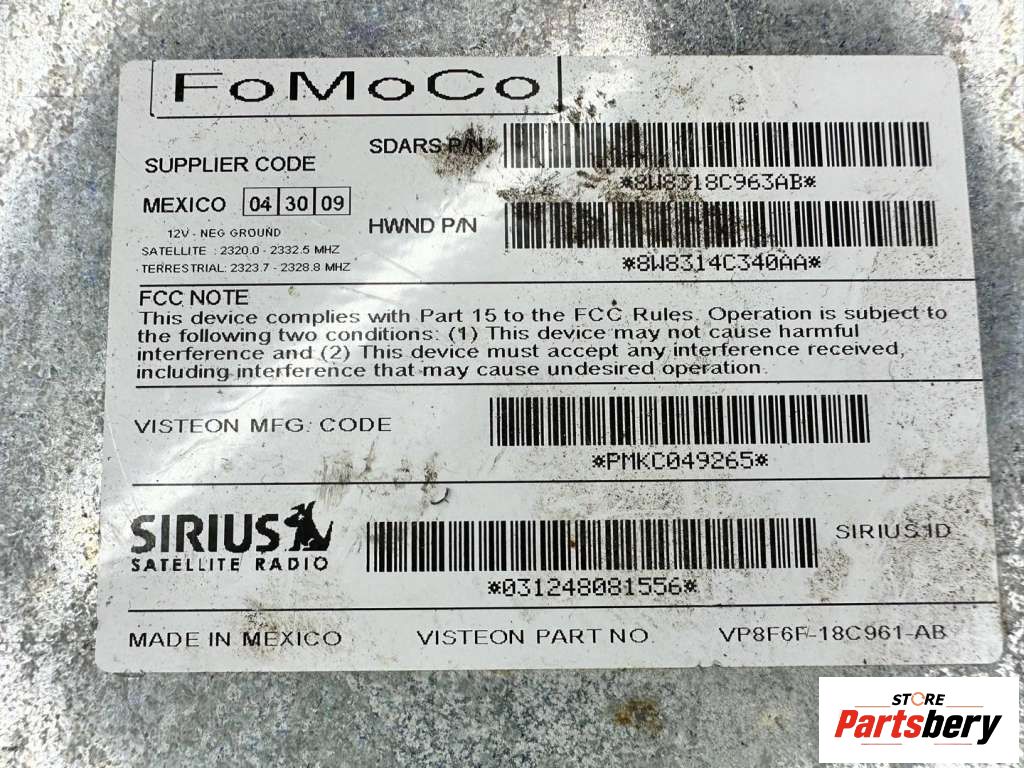 FoMoCo
SUPPLIER CODE
MEXICO 04 30 09
12V - NEG GROUND
SATELLITE : 2320.0 - 2332.5 MHZ
TERRESTRIAL: 2323.7 - 2328.8 MHZ
SDARS P/N
*8W8318C963AB*
HWND P/N
*8W8314C340AA*
FCC NOTE
This device complies with Part 15 to the FCC Rules. Operation is subject to
the following two conditions: (1) This device may not cause harmful
interference and (2) This device must accept any interference received,
including interference that may cause undesired operation.
VISTEON MFG. CODE
*PMKC049265*
SIRIUS
SATELLITE RADIO
*031248081556*
SIRIUS ID
MADE IN MEXICO VISTEON PART NO. VP8F6F-18C961-AB
STORE
Partsbery